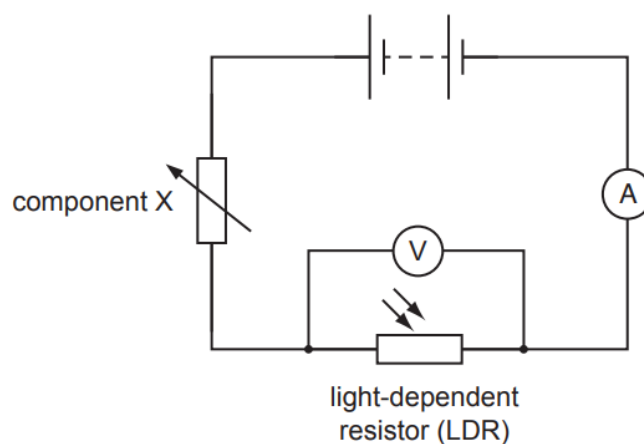 A
component X
V
light-dependent
resistor (LDR)